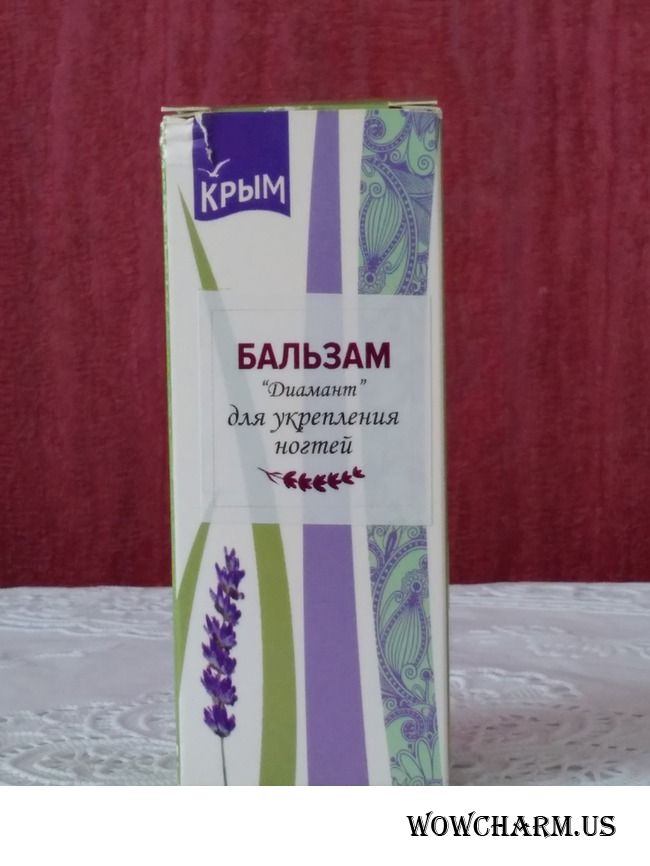 КРЫМ
БАЛЬЗАМ
“Диамант”
для укрепления
ногтей
WOWCHARM.US